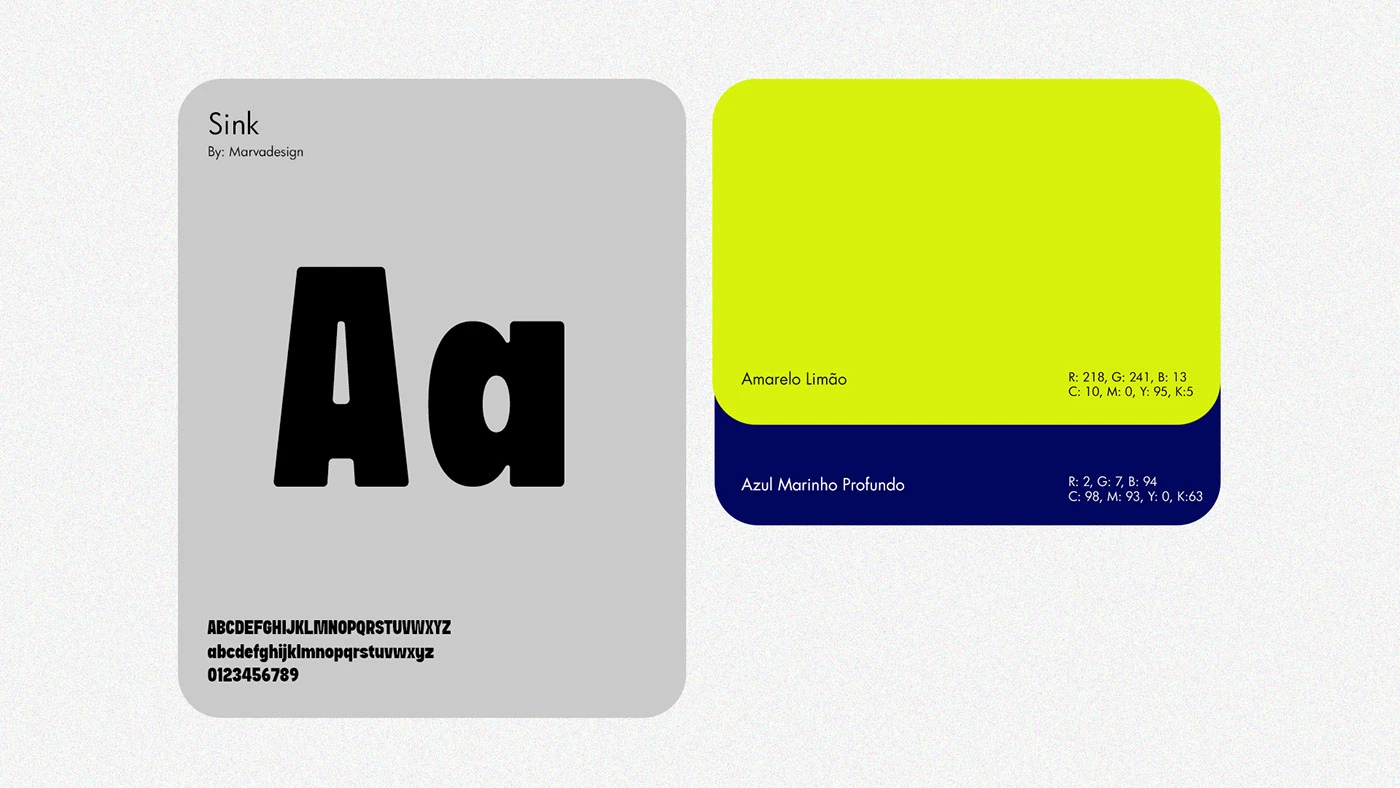 Sink
By: Marvadesign
Aa
ABCDEFGHIJKLMNOPQRSTUVWXYZ
abcdefghijklmnopqrstuvwxyz
0123456789
Amarelo Limão
R: 218, G: 241, B: 13
C: 10, M: 0, Y: 95, K:5
Azul Marinho Profundo
R: 2, G: 7, B: 94
C: 98, M: 93, Y: 0, K:63